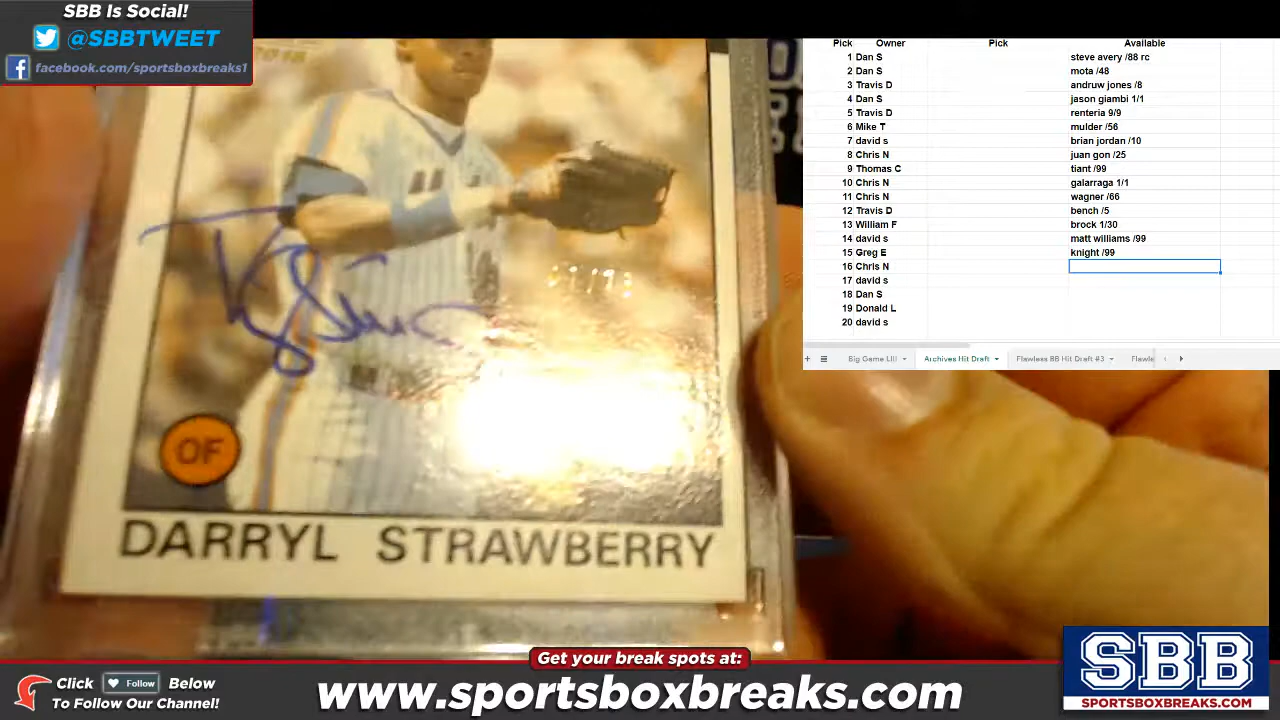 SBB Is Social!
@SBBTWEET
facebook.com/sportsboxbreaks1
OF
DARRYL STRAWBERRY
Pick Owner Pick Available
1 Dan S steve avery /88 rc
2 Dan S mota /48
3 Travis D andruw jones /8
4 Dan S jason giambi 1/1
5 Travis D renteria 9/9
6 Mike T mulder /56
7 david s brian jordan /10
8 Chris N juan gon /25
9 Thomas C tiant /99
10 Chris N galarraga 1/1
11 Chris N wagner /66
12 Travis D bench /5
13 William F brock 1/30
14 david s matt williams /99
15 Greg E knight /99
16 Chris N
17 david s
18 Dan S
19 Donald L
20 david s
Big Game LIII Archives Hit Draft Flawless BB Hit Draft #3 Flawle
Get your break spots at:
Click Follow Below
To Follow Our Channel!
www.sportsboxbreaks.com
SBB
SPORTSBOXBREAKS.COM